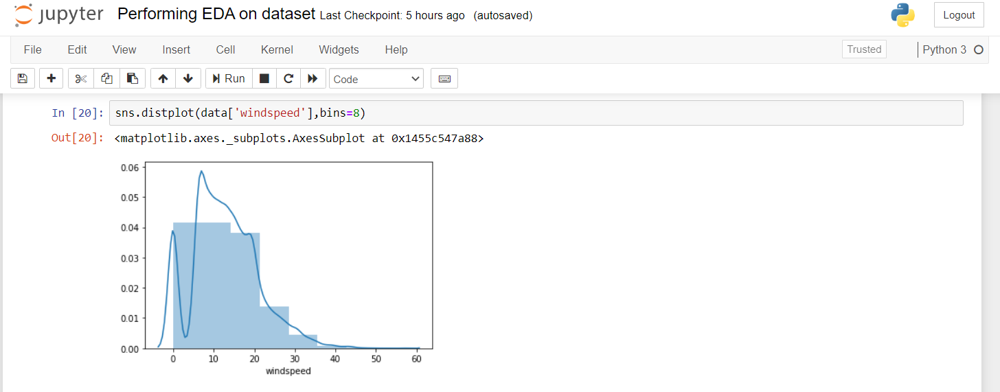 jupyter Performing EDA on dataset Last Checkpoint: 5 hours ago (autosaved) Logout
File Edit View Insert Cell Kernel Widgets Help Trusted Python 3
Run Code
In [20]: sns.distplot(data['windspeed'],bins=8)
Out[20]: <matplotlib.axes._subplots.AxesSubplot at 0x1455c547a88>
0.06
0.05
0.04
0.03
0.02
0.01
0.00
0 10 20 30 40 50 60
windspeed